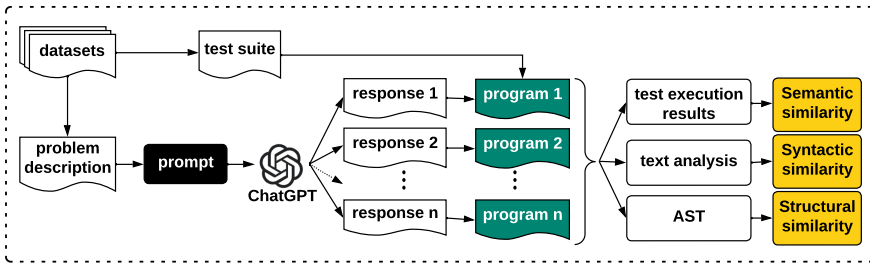 datasets
test suite
problem
description
prompt
ChatGPT
response 1
response 2
response n
program 1
program 2
program n
test execution
results
text analysis
AST
Semantic
similarity
Syntactic
similarity
Structural
similarity